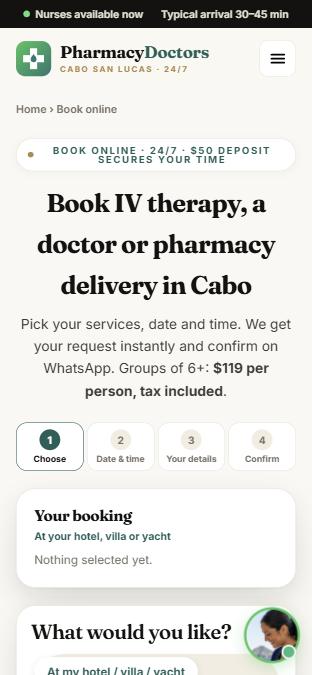 Nurses available now
Typical arrival 30–45 min
PharmacyDoctors
CABO SAN LUCAS · 24/7
Home › Book online
BOOK ONLINE · 24/7 · $50 DEPOSIT
SECURES YOUR TIME
Book IV therapy, a
doctor or pharmacy
delivery in Cabo
Pick your services, date and time. We get
your request instantly and confirm on
WhatsApp. Groups of 6+: $119 per
person, tax included.
1
Choose
2
Date & time
3
Your details
4
Confirm
Your booking
At your hotel, villa or yacht
Nothing selected yet.
What would you like?
At my hotel / villa / yacht